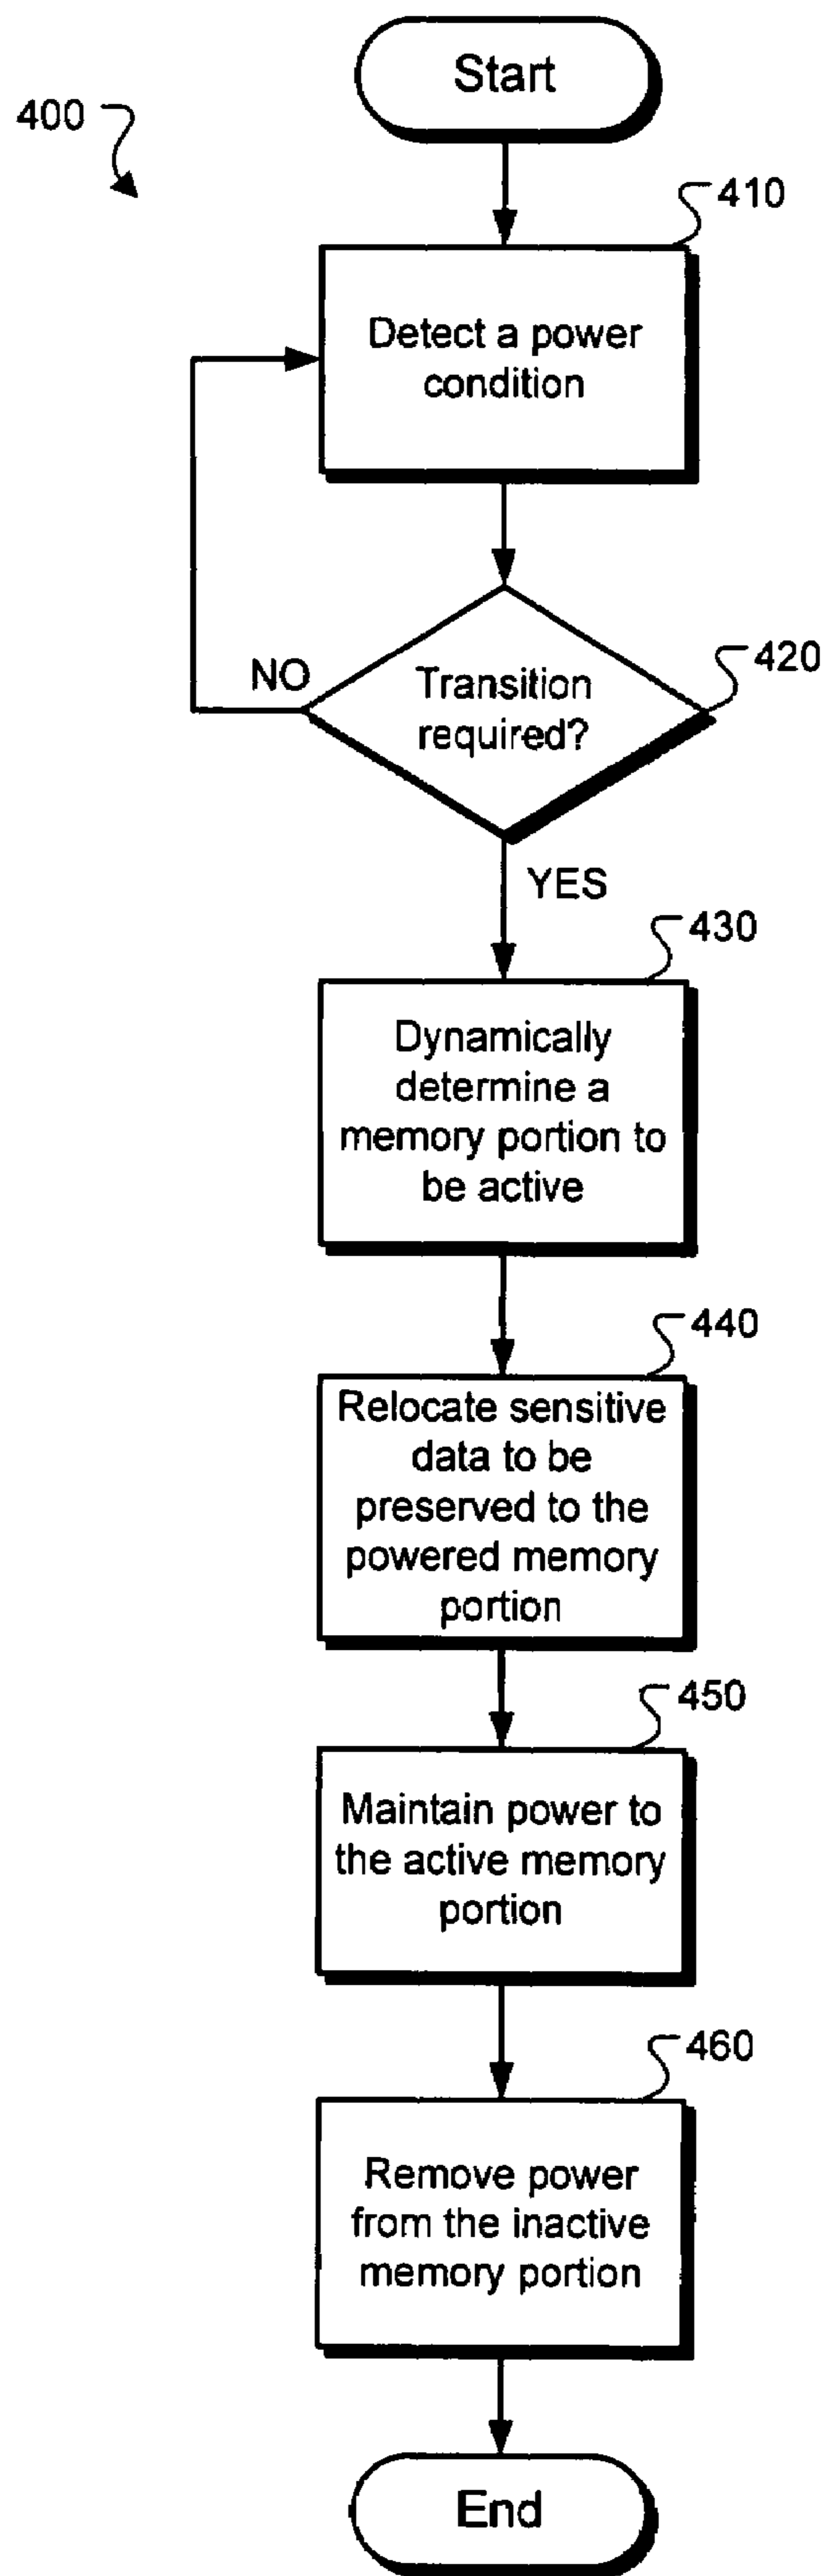 Start
400
410
Detect a power
condition
420
NO
Transition
required?
YES
430
Dynamically
determine a
memory portion to
be active
440
Relocate sensitive
data to be
preserved to the
powered memory
portion
450
Maintain power to
the active memory
portion
460
Remove power
from the inactive
memory portion
End